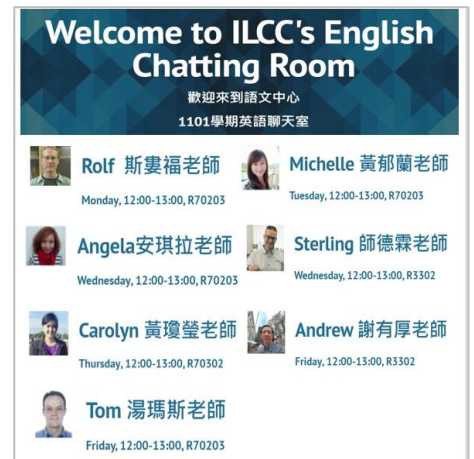 Welcome to ILCC's English
Chatting Room
歡迎來到語文中心
1101學期英語聊天室
Rolf 斯婁福老師
Monday, 12:00-13:00, R70203
Michelle 黃郁蘭老師
Tuesday, 12:00-13:00, R70203
Angela安琪拉老師
Wednesday, 12:00-13:00, R70203
Sterling 師德霖老師
Wednesday, 12:00-13:00, R3302
Carolyn 黃瓊瑩老師
Thursday, 12:00-13:00, R70302
Andrew 謝有厚老師
Friday, 12:00-13:00, R3302
Tom 湯瑪斯老師
Friday, 12:00-13:00, R70203